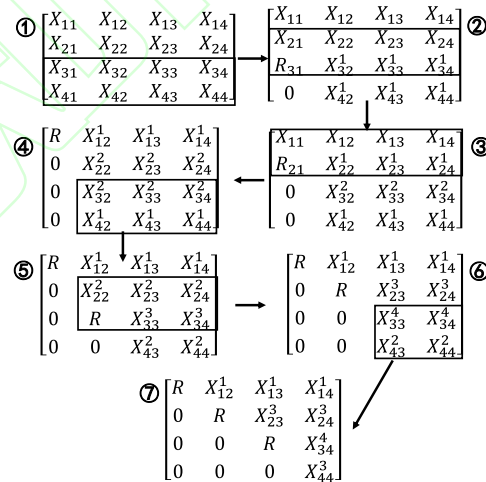 ①
X₁₁ X₁₂ X₁₃ X₁₄
X₂₁ X₂₂ X₂₃ X₂₄
X₃₁ X₃₂ X₃₃ X₃₄
X₄₁ X₄₂ X₄₃ X₄₄
②
X₁₁ X₁₂ X₁₃ X₁₄
X₂₁ X₂₂ X₂₃ X₂₄
R₃₁ X¹₃₂ X¹₃₃ X¹₃₄
0 X¹₄₂ X¹₄₃ X¹₄₄
③
X₁₁ X₁₂ X₁₃ X₁₄
R₂₁ X¹₂₂ X¹₂₃ X¹₂₄
0 X²₃₂ X²₃₃ X²₃₄
0 X¹₄₂ X¹₄₃ X¹₄₄
④
R X¹₁₂ X¹₁₃ X¹₁₄
0 X²₂₂ X²₂₃ X²₂₄
0 X²₃₂ X²₃₃ X²₃₄
0 X¹₄₂ X¹₄₃ X¹₄₄
⑤
R X¹₁₂ X¹₁₃ X¹₁₄
0 X²₂₂ X²₂₃ X²₂₄
0 R X³₃₃ X³₃₄
0 0 X²₄₃ X²₄₄
⑥
R X¹₁₂ X¹₁₃ X¹₁₄
0 R X³₂₃ X³₂₄
0 0 X⁴₃₃ X⁴₃₄
0 0 X²₄₃ X²₄₄
⑦
R X¹₁₂ X¹₁₃ X¹₁₄
0 R X³₂₃ X³₂₄
0 0 R X⁴₃₄
0 0 0 X³₄₄